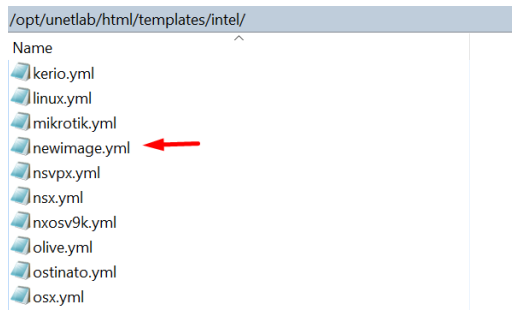 /opt/unetlab/html/templates/intel/
Name
kerio.yml
linux.yml
mikrotik.yml
newimage.yml
nsvpx.yml
nsx.yml
nxosv9k.yml
olive.yml
ostinato.yml
osx.yml